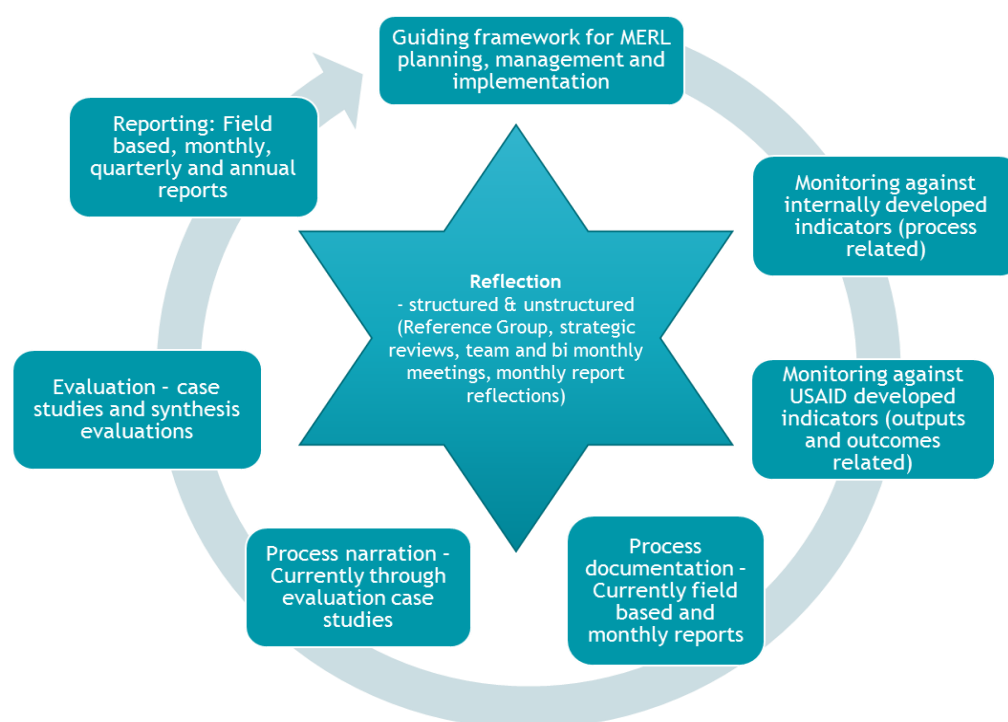 Guiding framework for MERL
planning, management and
implementation
Monitoring against
internally developed
indicators (process
related)
Monitoring against
USAID developed
indicators (outputs
and outcomes
related)
Process
documentation –
Currently field
based and
monthly reports
Process narration –
Currently through
evaluation case
studies
Evaluation – case
studies and synthesis
evaluations
Reporting: Field
based, monthly,
quarterly and annual
reports
Reflection
- structured & unstructured
(Reference Group, strategic
reviews, team and bi monthly
meetings, monthly report
reflections)